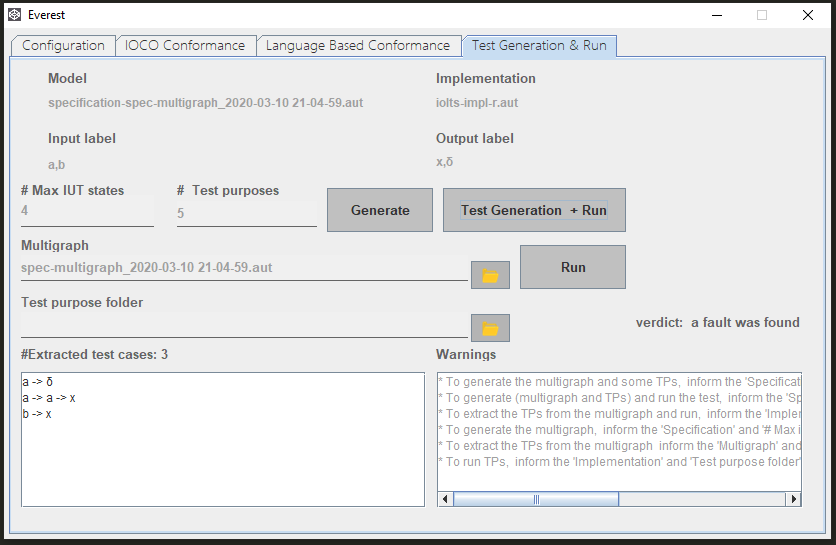 Everest
Configuration IOCO Conformance Language Based Conformance Test Generation & Run
Model Implementation
specification-spec-multigraph_2020-03-10 21-04-59.aut iolts-impl-r.aut
Input label Output label
a,b x,δ
# Max IUT states # Test purposes
4 5
Generate Test Generation + Run
Multigraph
spec-multigraph_2020-03-10 21-04-59.aut
Run
Test purpose folder
verdict: a fault was found
#Extracted test cases: 3 Warnings
a -> δ
a -> a -> x
b -> x
* To generate the multigraph and some TPs, inform the 'Specificat
* To generate (multigraph and TPs) and run the test, inform the 'Sp
* To extract the TPs from the multigraph and run, inform the 'Impler
* To generate the multigraph, inform the 'Specification' and '# Max i
* To extract the TPs from the multigraph inform the 'Multigraph' and
* To run TPs, inform the 'Implementation' and 'Test purpose folder'